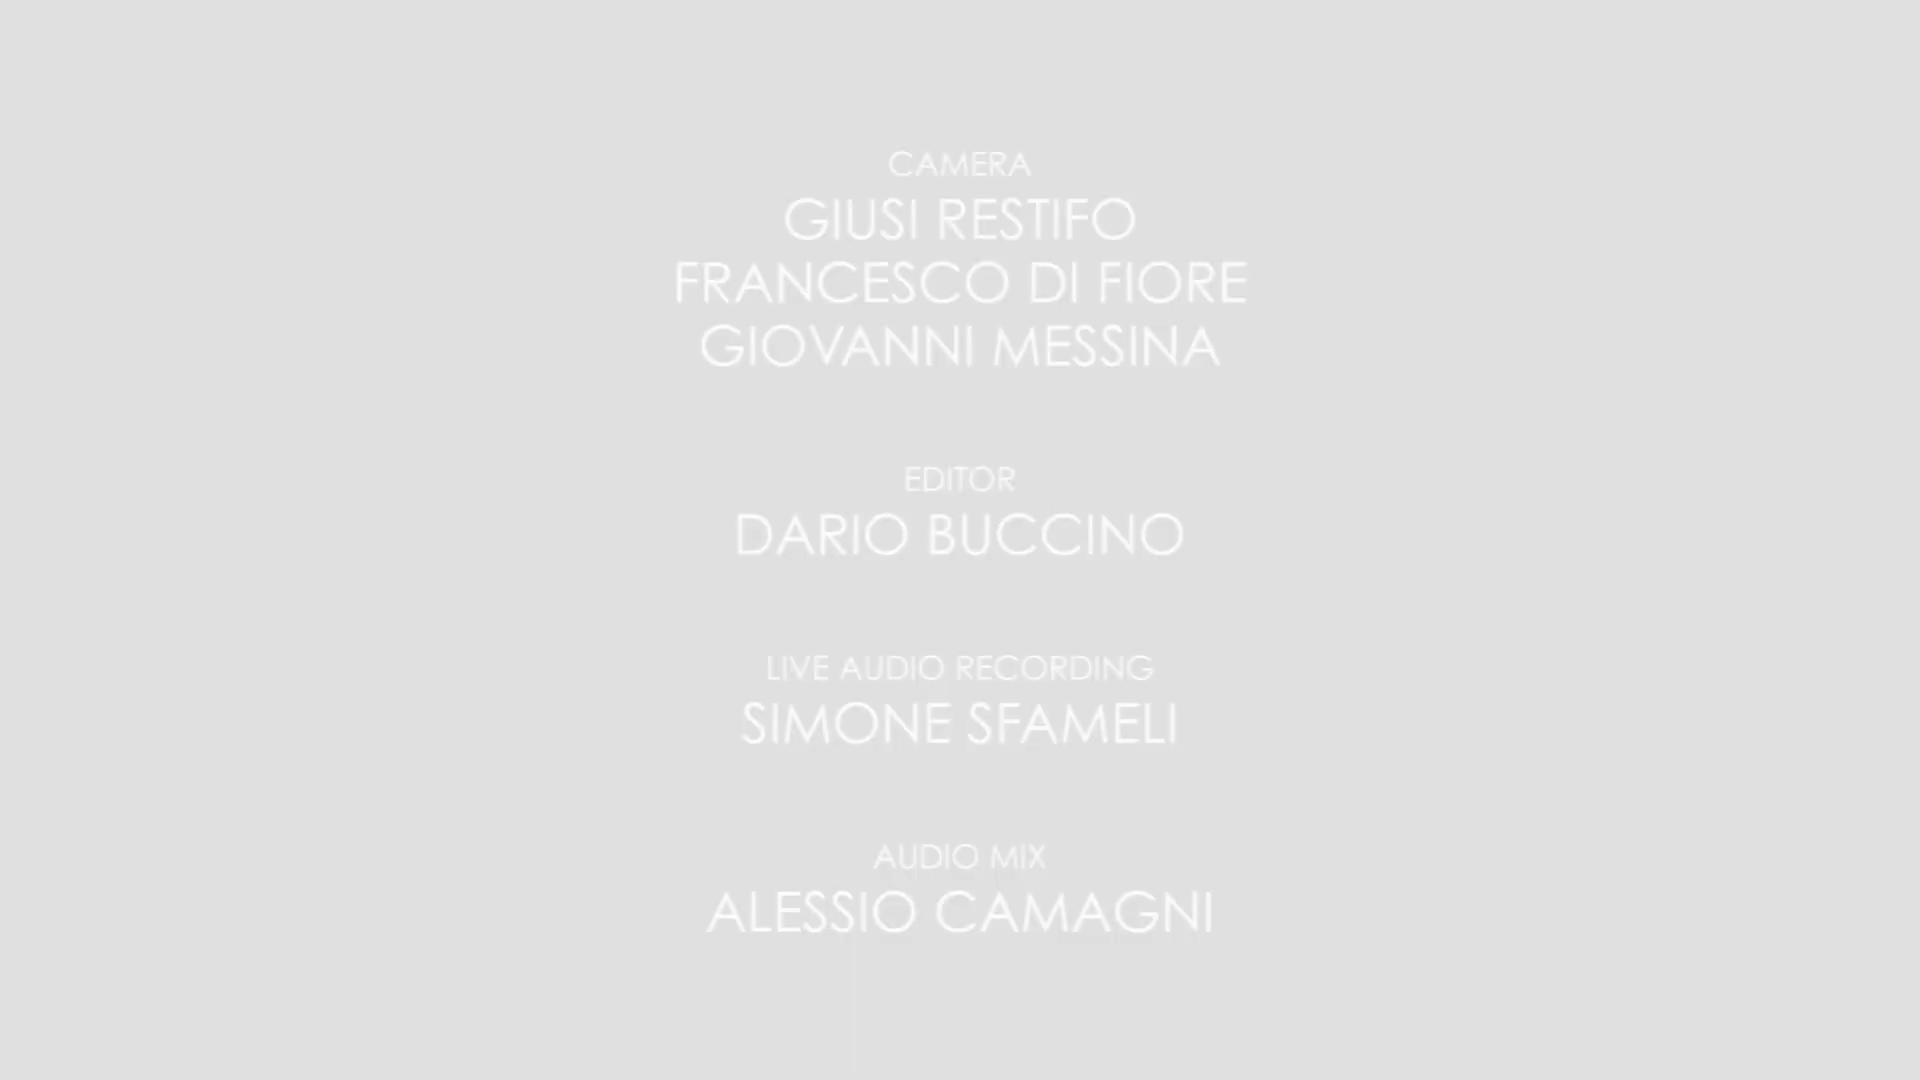 CAMERA
GIUSI RESTIFO
FRANCESCO DI FIORE
GIOVANNI MESSINA
EDITOR
DARIO BUCCINO
LIVE AUDIO RECORDING
SIMONE SFAMELI
AUDIO MIX
ALESSIO CAMAGNI